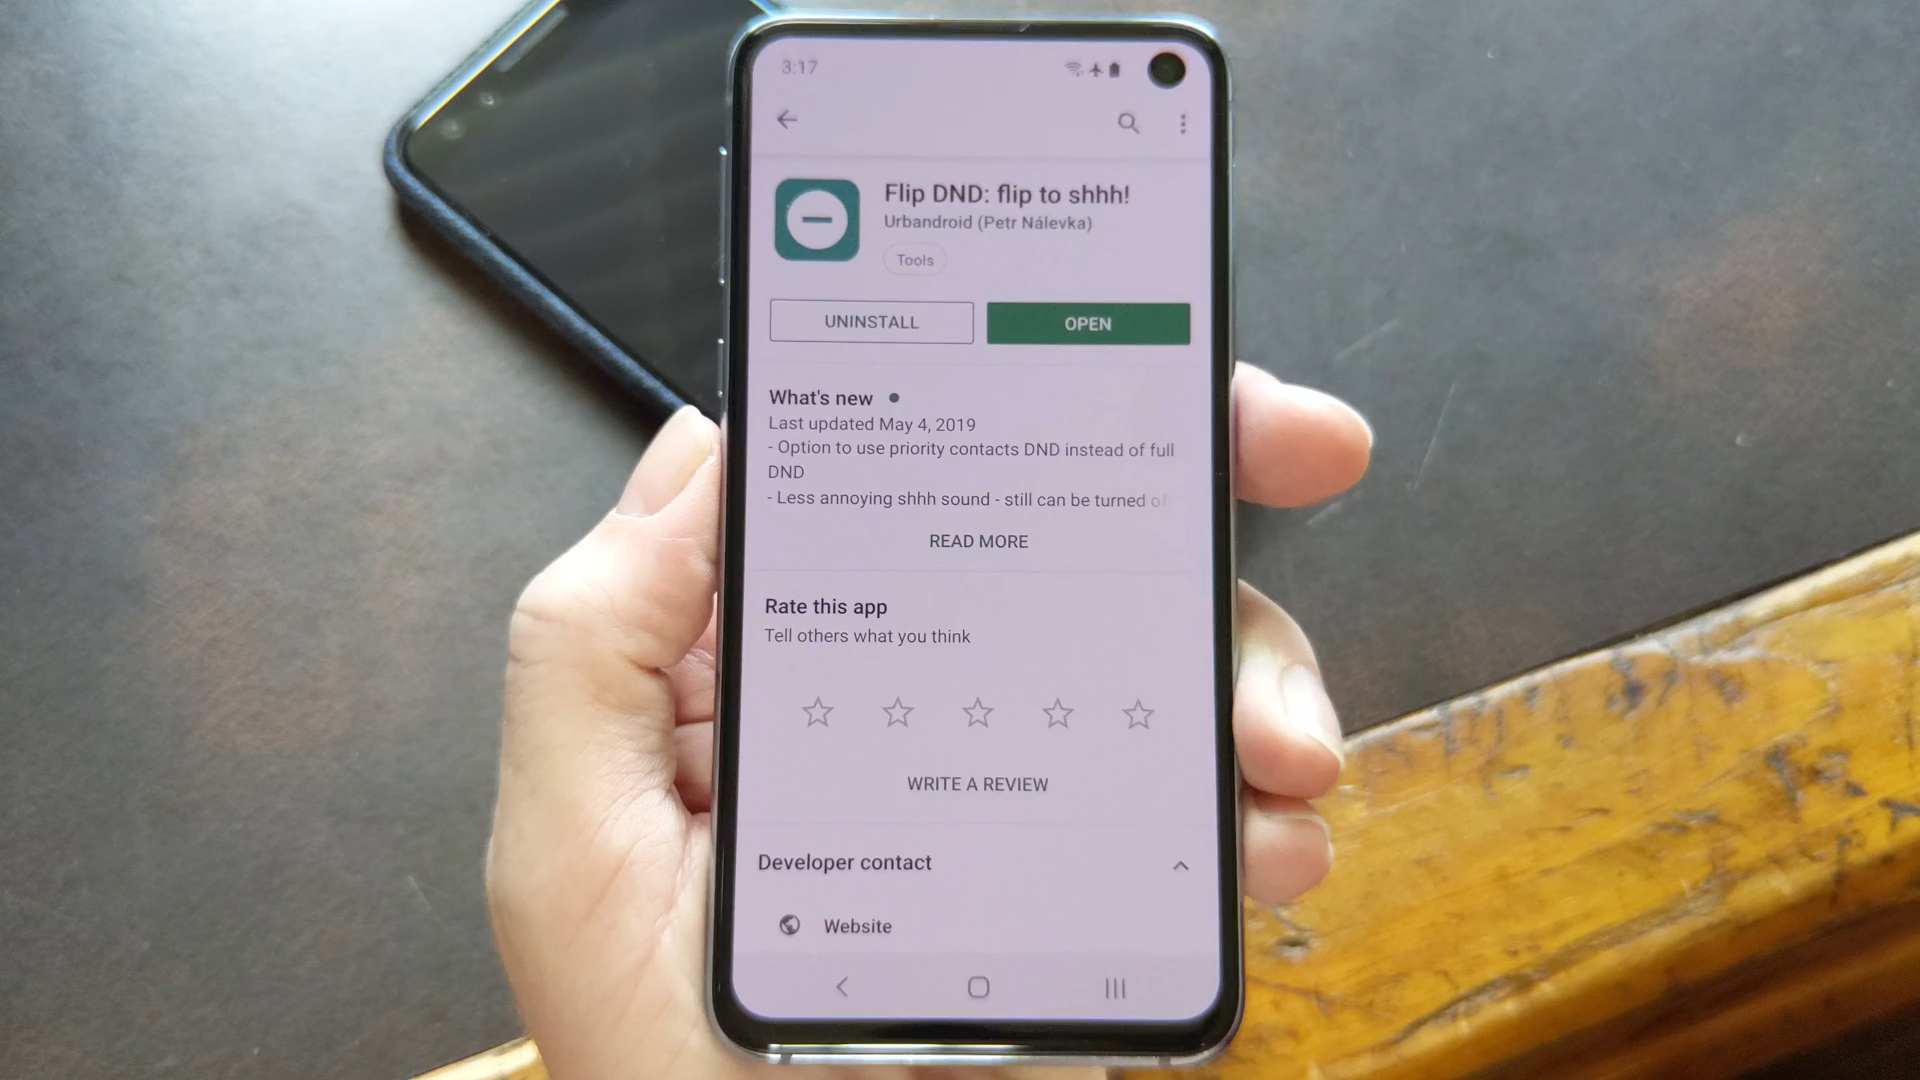 3:17
Flip DND: flip to shhh!
Urbandroid (Petr Nálevka)
Tools
UNINSTALL
OPEN
What's new
Last updated May 4, 2019
- Option to use priority contacts DND instead of full
DND
- Less annoying shhh sound - still can be turned
READ MORE
Rate this app
Tell others what you think
WRITE A REVIEW
Developer contact
Website